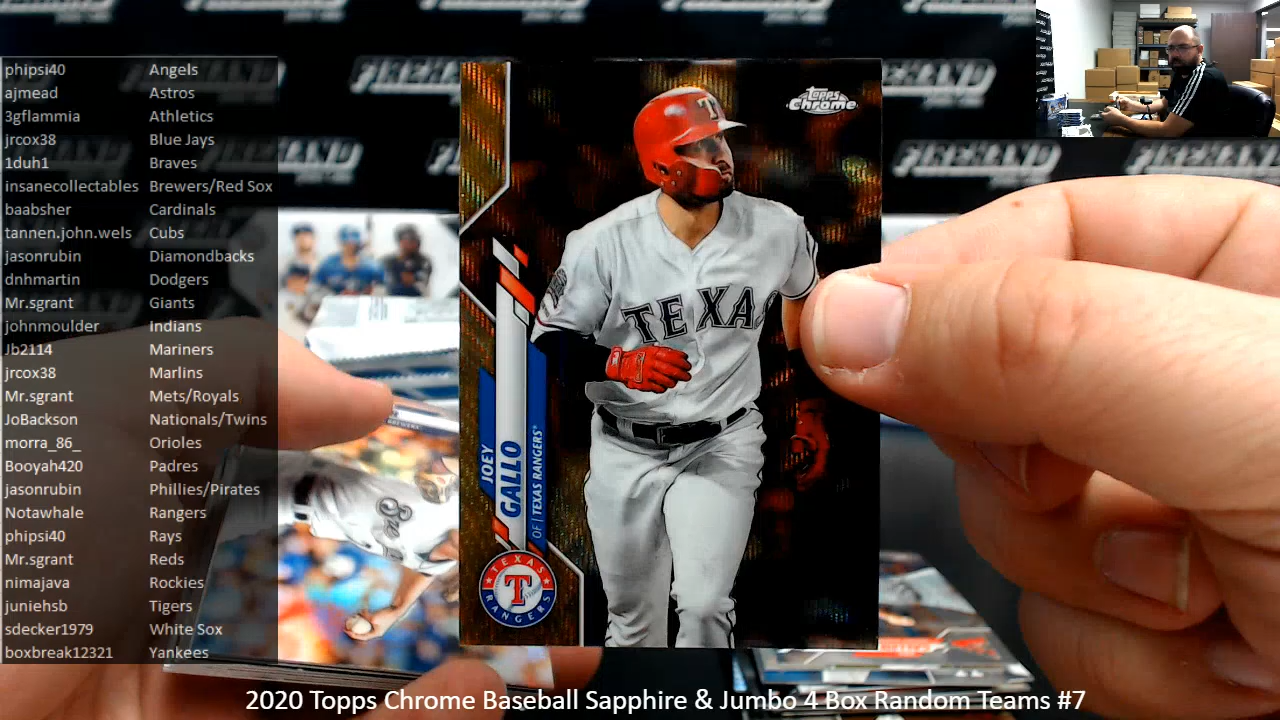 phipsi40 Angels
ajmead Astros
3gflammia Athletics
jrcox38 Blue Jays
1duh1 Braves
insanecollectables Brewers/Red Sox
baabsher Cardinals
tannen.john.wels Cubs
jasonrubin Diamondbacks
dnhmartin Dodgers
Mr.sgrant Giants
johnmoulder Indians
Jb2114 Mariners
jrcox38 Marlins
Mr.sgrant Mets/Royals
JoBackson Nationals/Twins
morra_86_ Orioles
Booyah420 Padres
jasonrubin Phillies/Pirates
Notawhale Rangers
phipsi40 Rays
Mr.sgrant Reds
nimajava Rockies
juniehsb Tigers
sdecker1979 White Sox
boxbreak12321 Yankees
Topps
Chrome
T
TEXAS
JOEY
GALLO
OF | TEXAS RANGERS®
TEXAS
T
RANGERS
FIREHAND
FIREHAND
FIREHAND
2020 Topps Chrome Baseball Sapphire & Jumbo 4 Box Random Teams #7